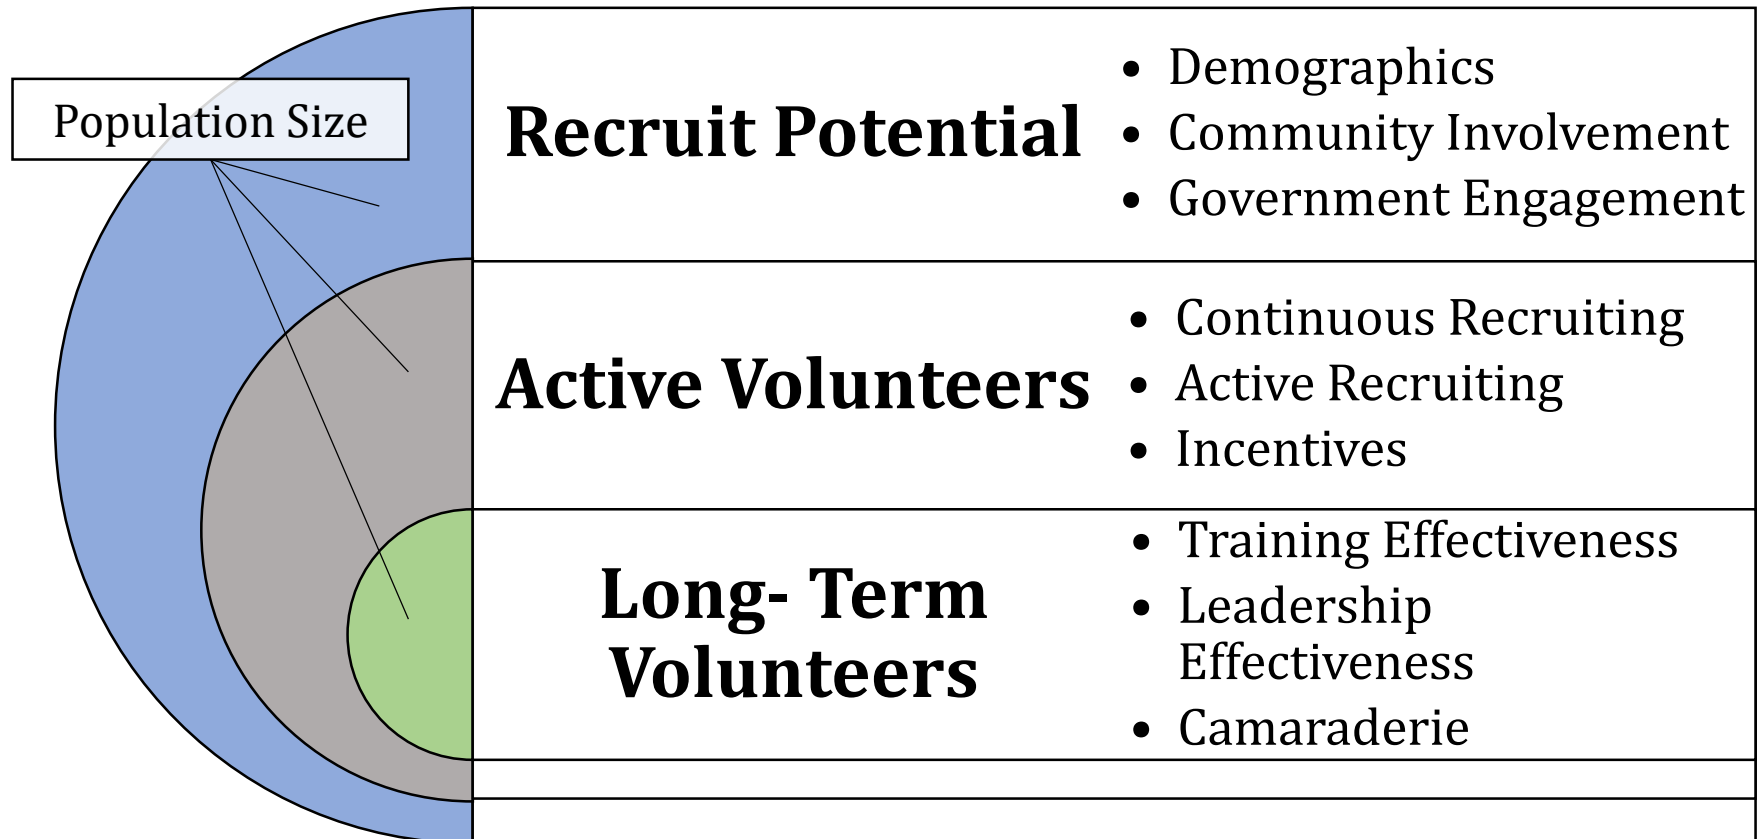 Population Size
Recruit Potential
• Demographics
• Community Involvement
• Government Engagement
Active Volunteers
• Continuous Recruiting
• Active Recruiting
• Incentives
Long- Term
Volunteers
• Training Effectiveness
• Leadership
Effectiveness
• Camaraderie